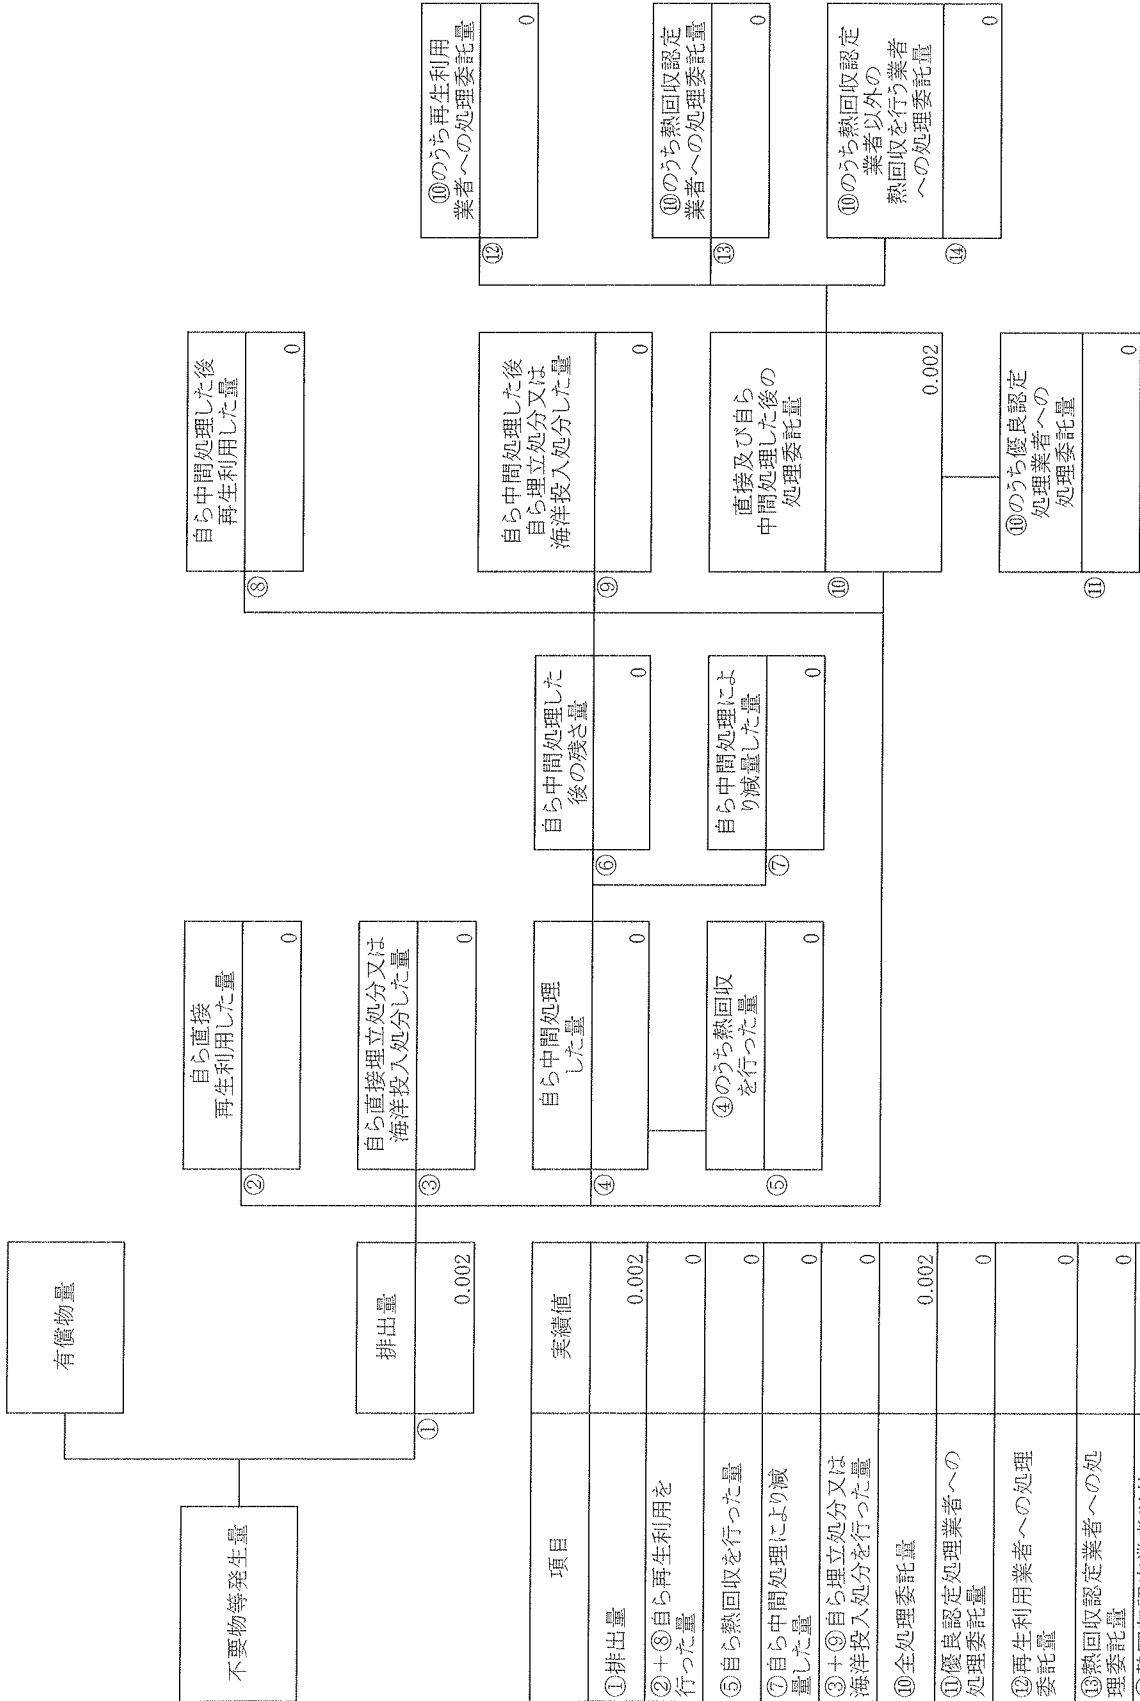 不要物等発生量
有償物量
①
排出量
0.002
②
自ら直接
再生利用した量
0
③
自ら直接埋立処分又は
海洋投入処分した量
0
④
自ら中間処理
した量
0
⑤
④のうち熱回収
を行った量
0
⑥
自ら中間処理した
後の残さ量
0
⑦
自ら中間処理によ
り減量した量
0
⑧
自ら中間処理した後
再生利用した量
0
⑨
自ら中間処理した後
自ら埋立処分又は
海洋投入処分した量
0
⑩
直接及び自ら
中間処理した後の
処理委託量
0.002
⑪
⑩のうち優良認定
処理業者への
処理委託量
0
⑫
⑩のうち再生利用
業者への処理委託量
0
⑬
⑩のうち熱回収認定
業者への処理委託量
0
⑭
⑩のうち熱回収認定
業者以外の
熱回収を行う業者
への処理委託量
0
項目
実績値
①排出量
0.002
②+⑧自ら再生利用を
行った量
0
⑤自ら熱回収を行った量
0
⑦自ら中間処理により減
量した量
0
③+⑨自ら埋立処分又は
海洋投入処分を行った量
0
⑩全処理委託量
0.002
⑪優良認定処理業者への
処理委託量
0
⑫再生利用業者への処理
委託量
0
⑬熱回収認定業者への処
理委託量
0